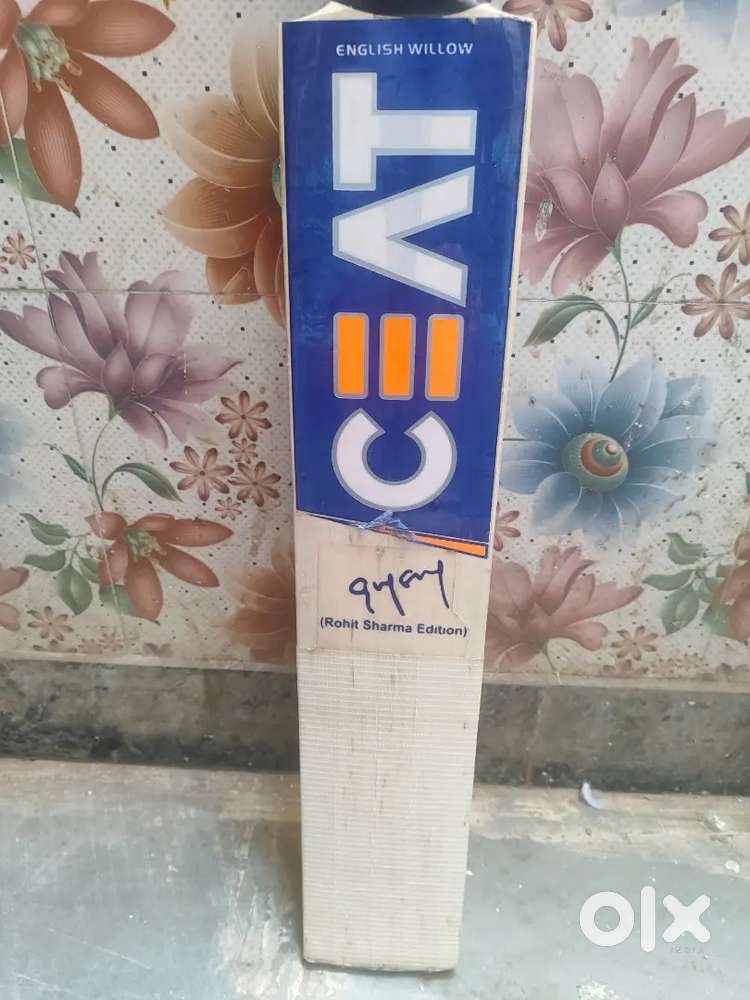 ENGLISH WILLOW
CEAT
(Rohit Sharma Edition)
olx